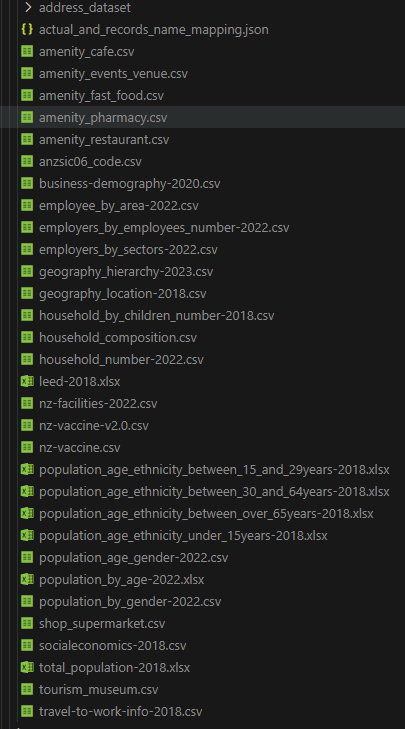 address_dataset
actual_and_records_name_mapping.json
amenity_cafe.csv
amenity_events_venue.csv
amenity_fast_food.csv
amenity_pharmacy.csv
amenity_restaurant.csv
anzsic06_code.csv
business-demography-2020.csv
employee_by_area-2022.csv
employers_by_employees_number-2022.csv
employers_by_sectors-2022.csv
geography_hierarchy-2023.csv
geography_location-2018.csv
household_by_children_number-2018.csv
household_composition.csv
household_number-2022.csv
leed-2018.xlsx
nz-facilities-2022.csv
nz-vaccine-v2.0.csv
nz-vaccine.csv
population_age_ethnicity_between_15_and_29years-2018.xlsx
population_age_ethnicity_between_30_and_64years-2018.xlsx
population_age_ethnicity_between_over_65years-2018.xlsx
population_age_ethnicity_under_15years-2018.xlsx
population_age_gender-2022.csv
population_by_age-2022.xlsx
population_by_gender-2022.csv
shop_supermarket.csv
socialeconomics-2018.csv
total_population-2018.xlsx
tourism_museum.csv
travel-to-work-info-2018.csv